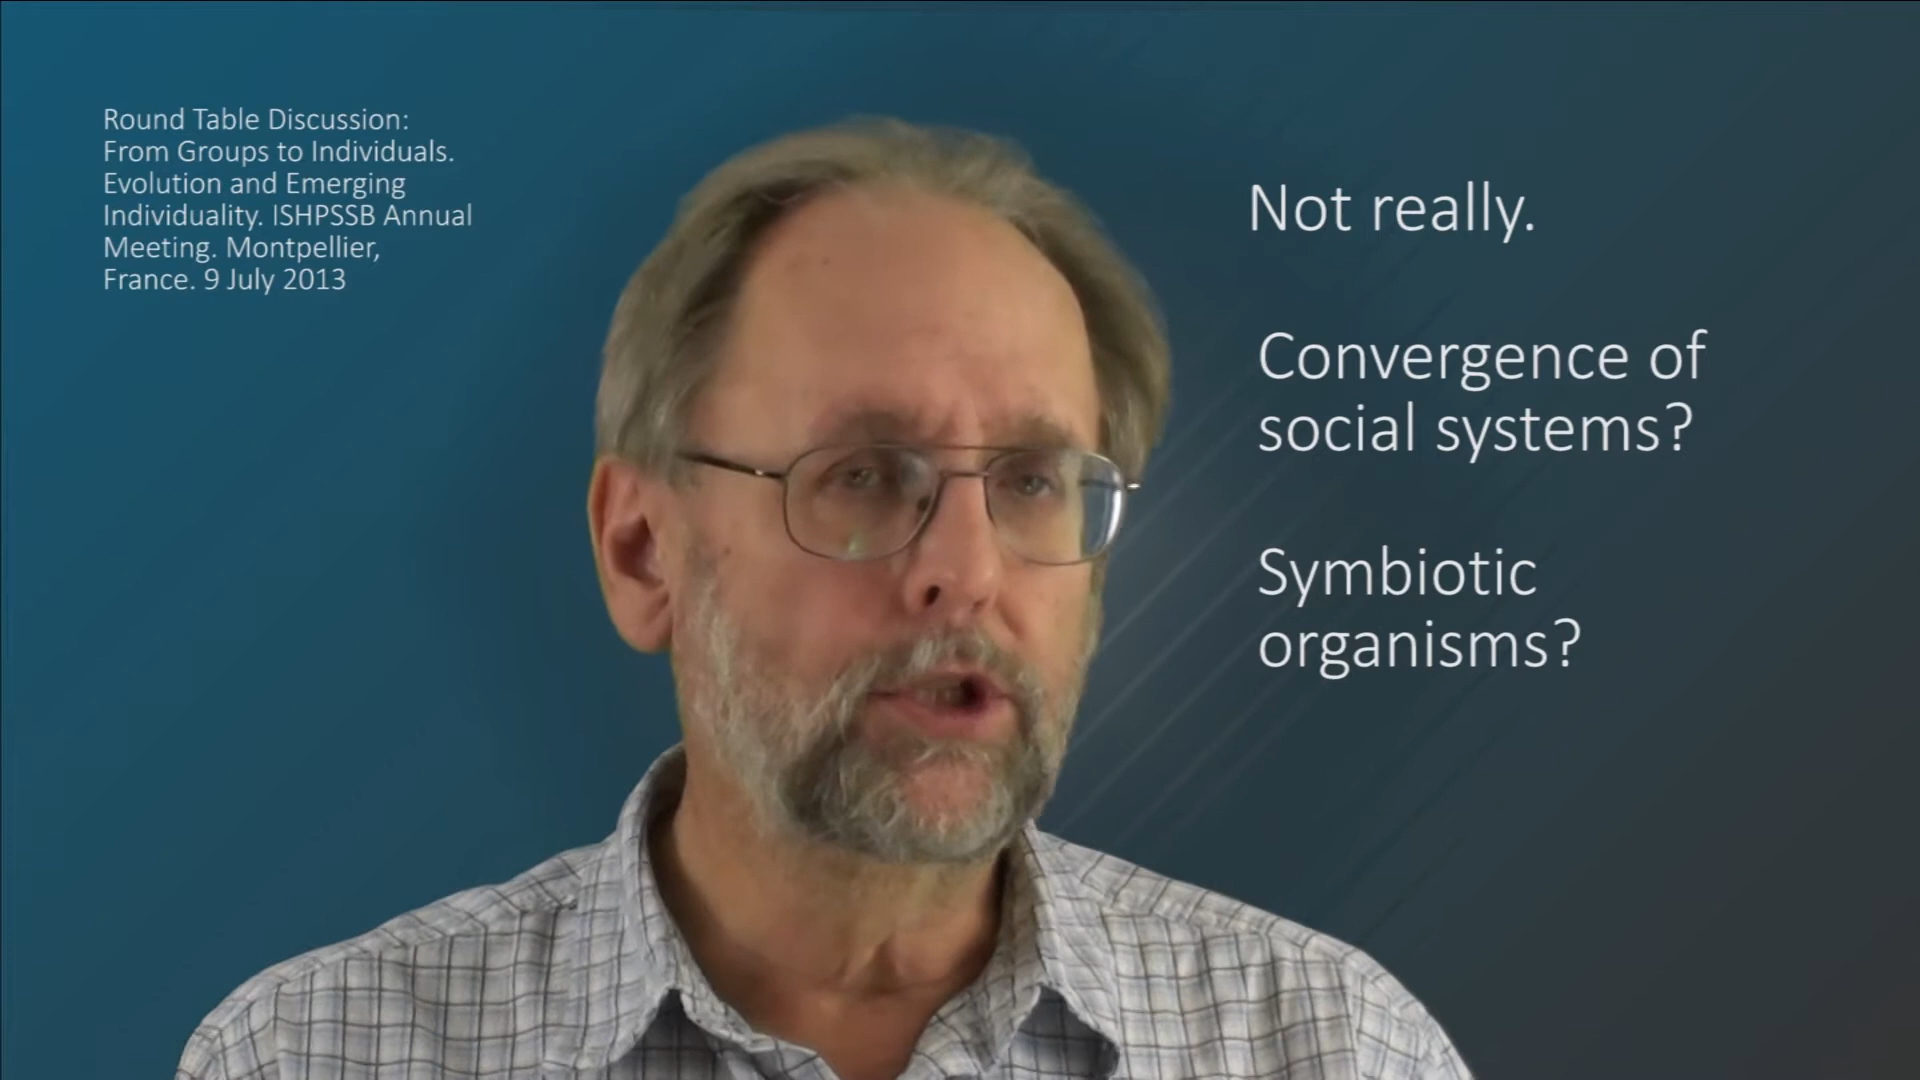 Round Table Discussion:
From Groups to Individuals.
Evolution and Emerging
Individuality. ISHPSSB Annual
Meeting. Montpellier,
France. 9 July 2013
Not really.
Convergence of
social systems?
Symbiotic
organisms?